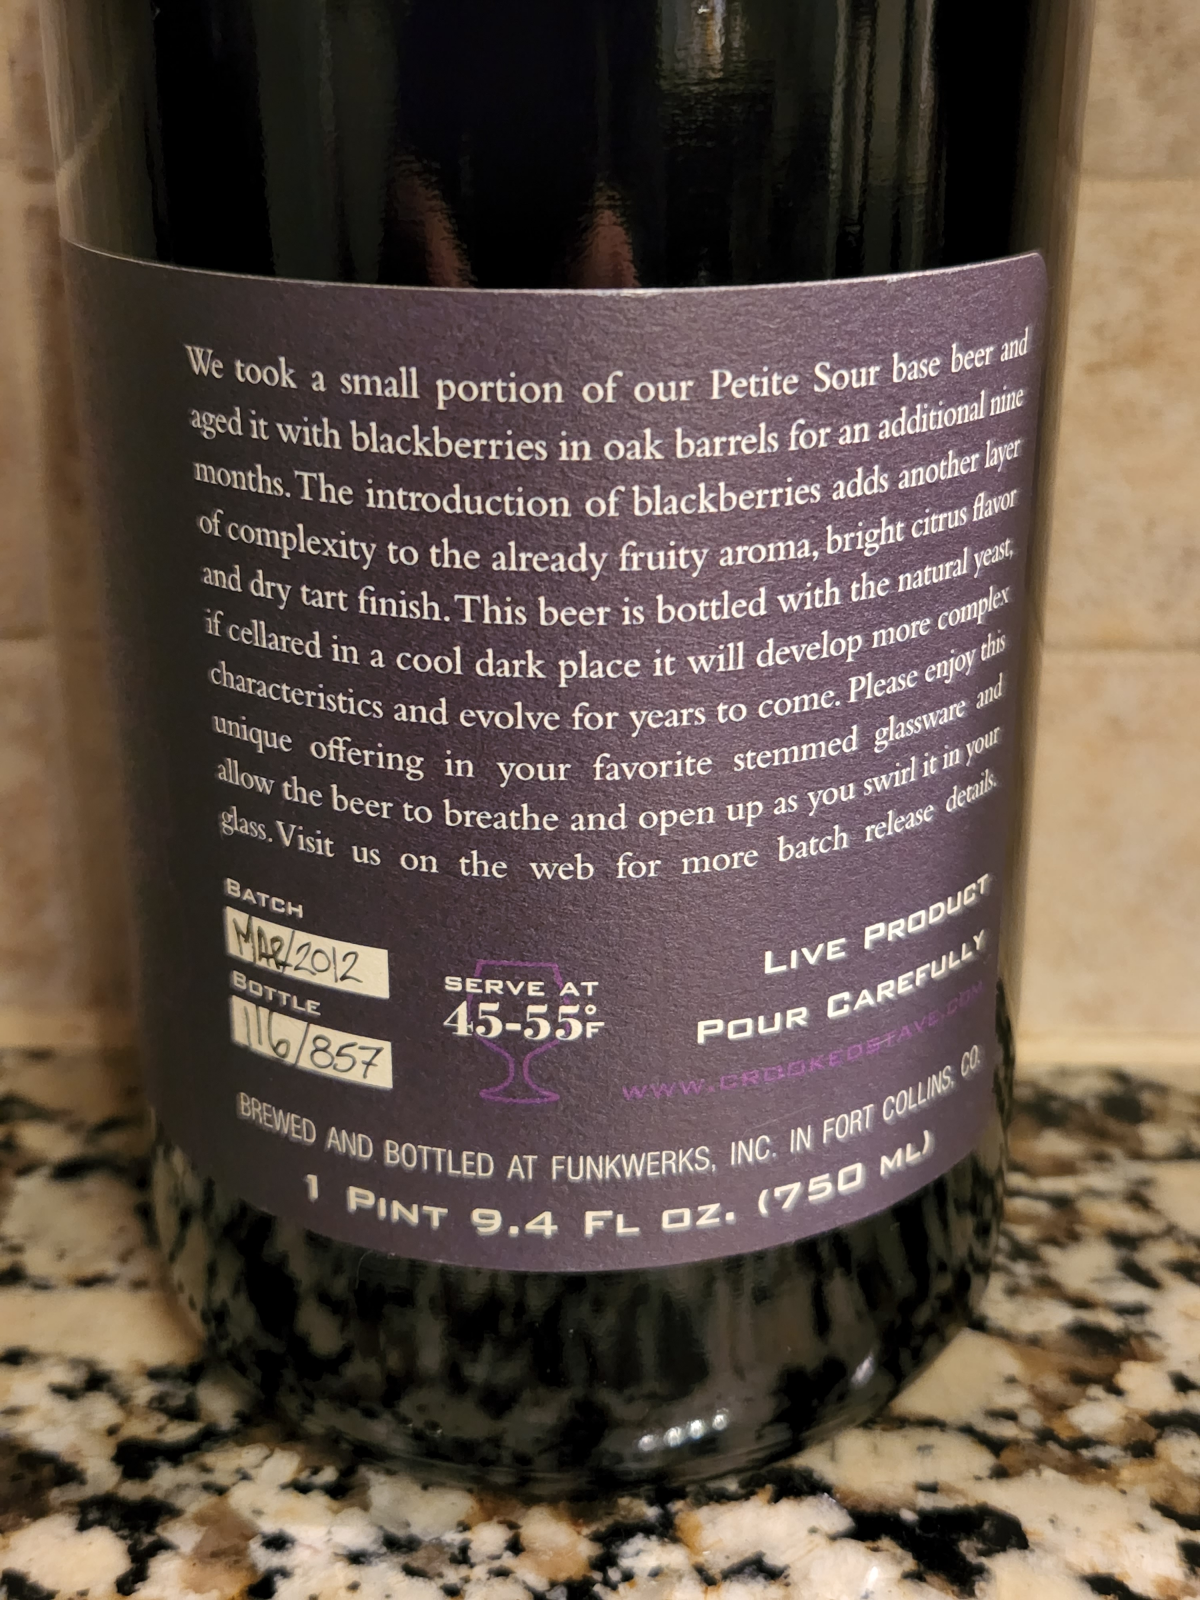 We took a small portion of our Petite Sour base beer and
aged it with blackberries in oak barrels for an additional nine
months. The introduction of blackberries adds another layer
of complexity to the already fruity aroma, bright citrus flavor
and dry tart finish. This beer is bottled with the natural yeast,
if cellared in a cool dark place it will develop more complex
characteristics and evolve for years to come. Please enjoy this
unique offering in your favorite stemmed glassware and
allow the beer to breathe and open up as you swirl it in your
glass. Visit us on the web for more batch release details.
BATCH
MAR/2012
BOTTLE
116/857
SERVE AT
45-55°F
LIVE PRODUCT
POUR CAREFULLY
WWW.CROOKEDSTAVE.COM
BREWED AND BOTTLED AT FUNKWERKS, INC. IN FORT COLLINS, CO.
1 PINT 9.4 FL OZ. (750 ML)